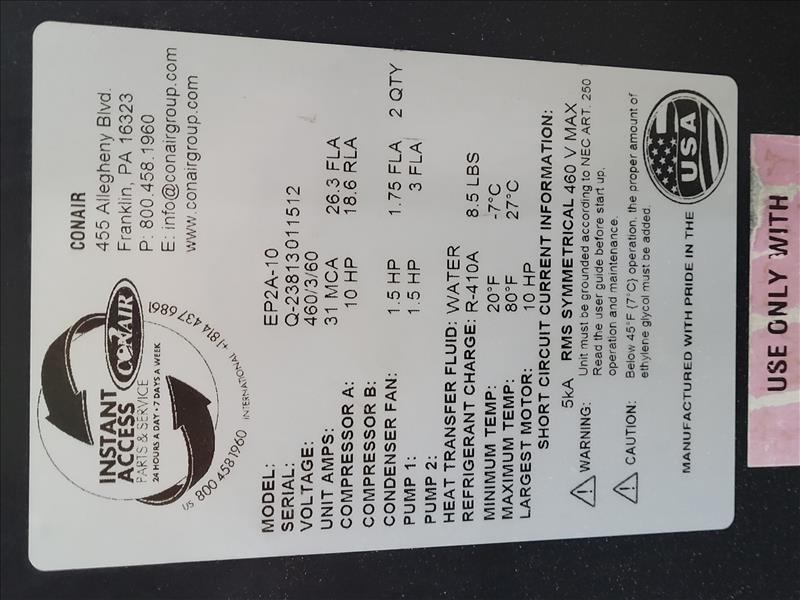 INSTANT
ACCESS
PARTS & SERVICE
24 HOURS A DAY • 7 DAYS A WEEK
CONAIR
US 800 458 1960
INTERNATIONAL +1 814 437 6861
CONAIR
455 Allegheny Blvd.
Franklin, PA 16323
P: 800.458.1960
E: info@conairgroup.com
www.conairgroup.com
MODEL: EP2A-10
SERIAL: Q-23813011512
VOLTAGE: 460/3/60
UNIT AMPS: 31 MCA 26.3 FLA
COMPRESSOR A: 10 HP 18.6 RLA
COMPRESSOR B:
CONDENSER FAN: 1.5 HP 1.75 FLA 2 QTY
PUMP 1: 1.5 HP 3 FLA
PUMP 2:
HEAT TRANSFER FLUID: WATER
REFRIGERANT CHARGE: R-410A 8.5 LBS
MINIMUM TEMP: 20°F -7°C
MAXIMUM TEMP: 80°F 27°C
LARGEST MOTOR: 10 HP
SHORT CIRCUIT CURRENT INFORMATION:
5kA RMS SYMMETRICAL 460 V MAX
WARNING: Unit must be grounded according to NEC ART. 250
Read the user guide before start up,
operation and maintenance.
CAUTION: Below 45°F (7°C) operation, the proper amount of
ethylene glycol must be added.
MANUFACTURED WITH PRIDE IN THE
USA
USE ONLY WITH